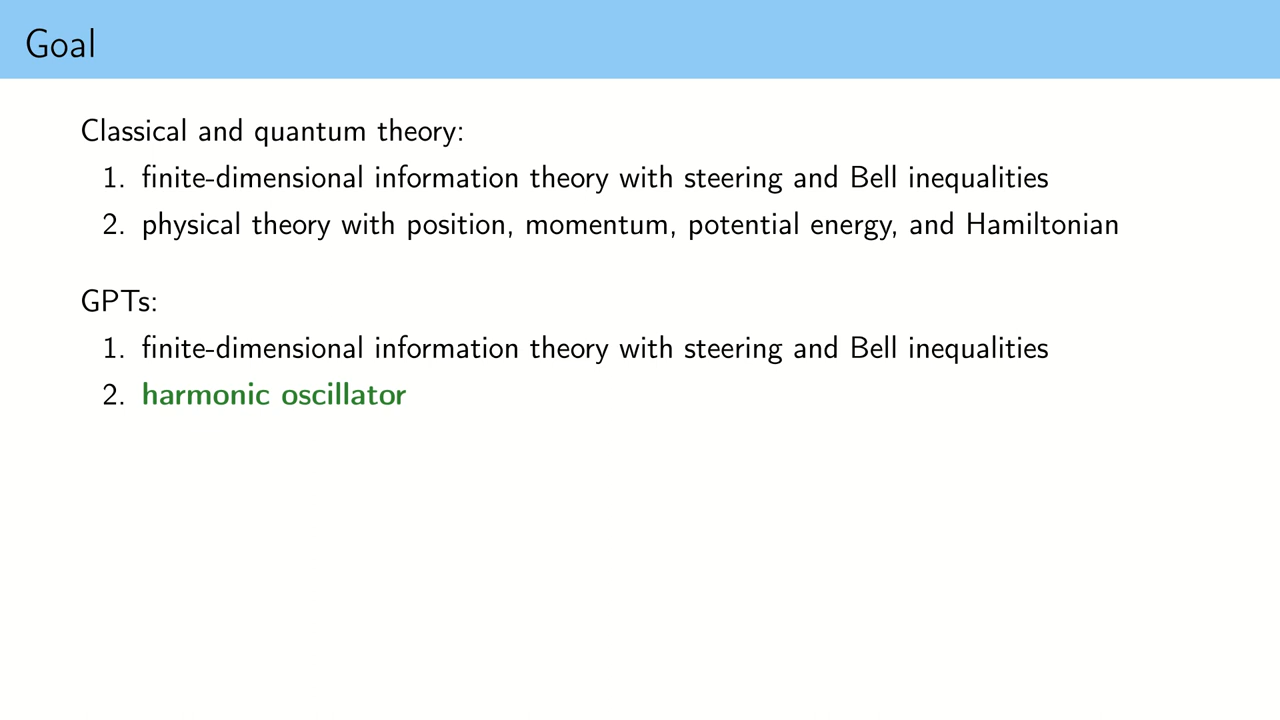 Goal
Classical and quantum theory:
1. finite-dimensional information theory with steering and Bell inequalities
2. physical theory with position, momentum, potential energy, and Hamiltonian
GPTs:
1. finite-dimensional information theory with steering and Bell inequalities
2. harmonic oscillator